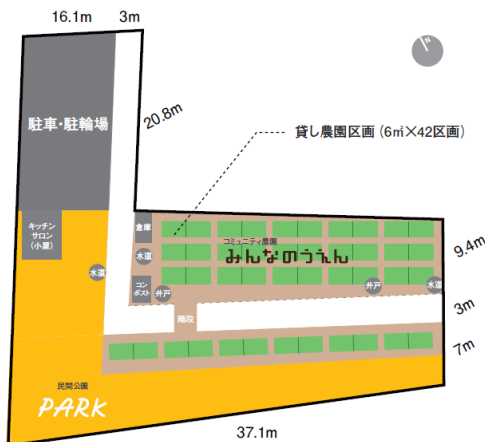 16.1m 3m
20.8m
駐車・駐輪場
貸し農園区画 (6㎡×42区画)
キッチン
サロン
(小屋)
倉庫
コミュニティ農園
みんなのうえん
水道
水道
コン
ポスト
井戸
井戸
水道
階段
9.4m
3m
7m
民間公園
PARK
37.1m